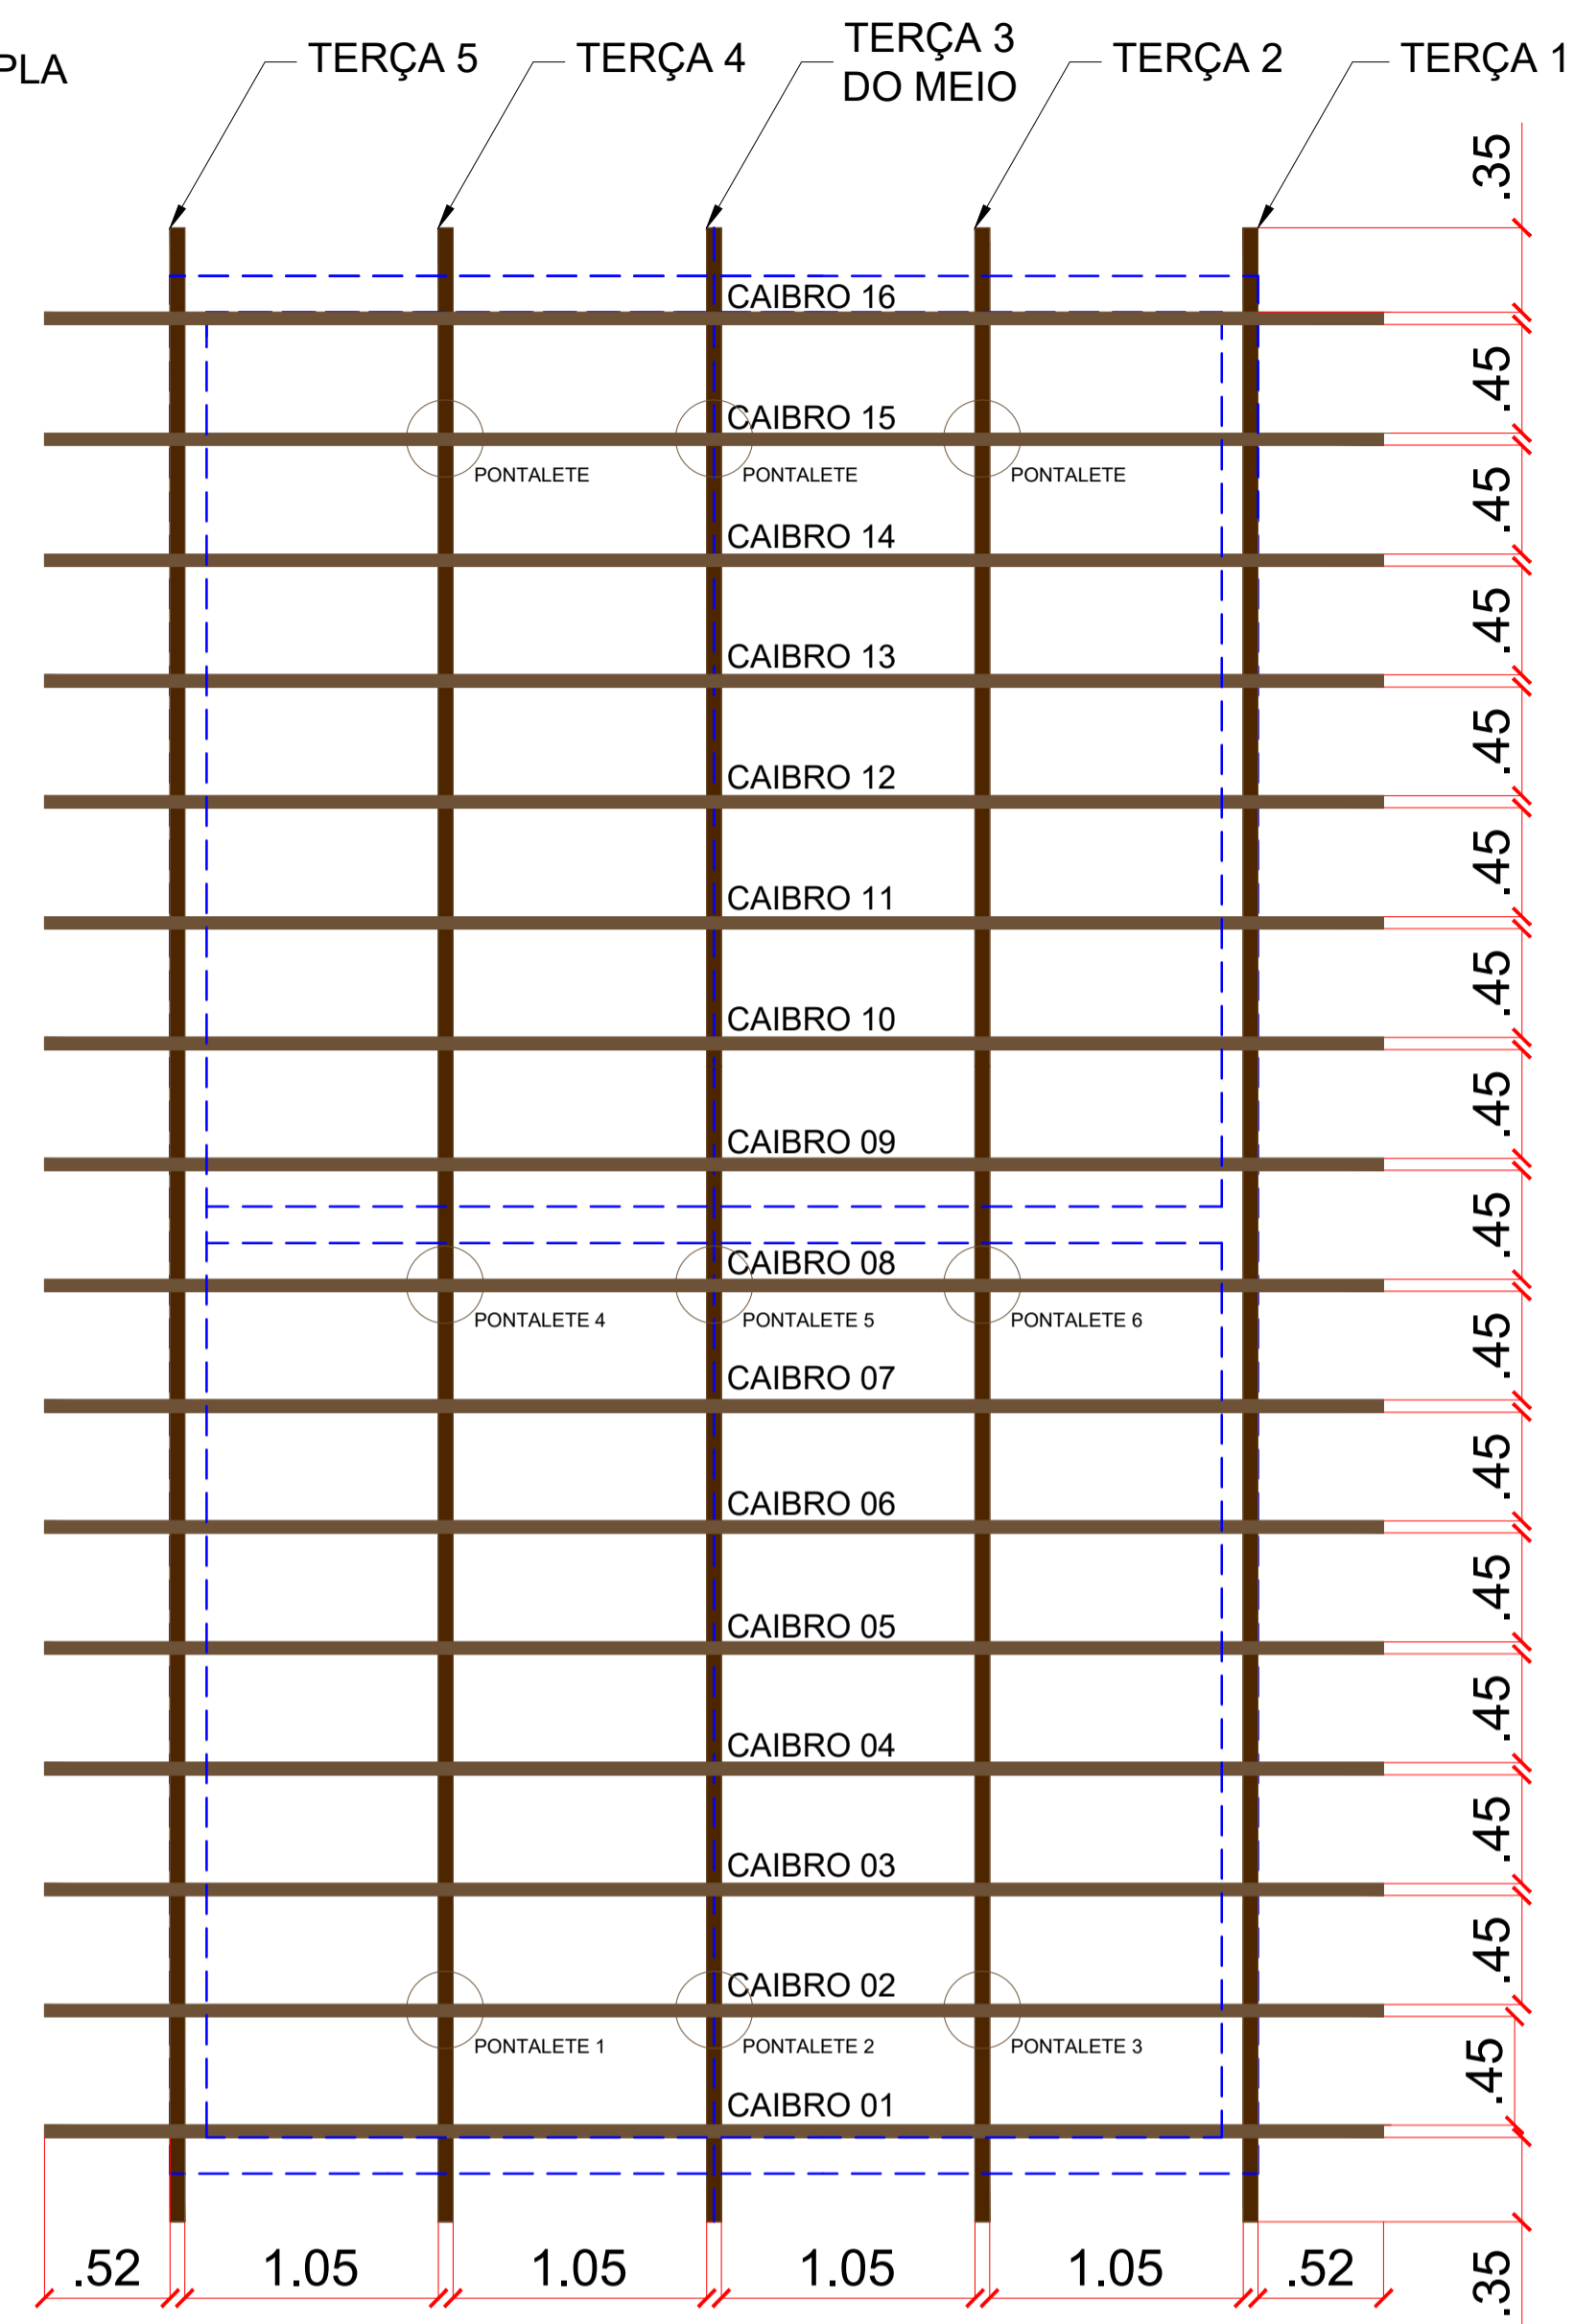 PLA
TERÇA 5
TERÇA 4
TERÇA 3
DO MEIO
TERÇA 2
TERÇA 1
.35
CAIBRO 16
.45
CAIBRO 15
PONTALETE
PONTALETE
PONTALETE
.45
CAIBRO 14
.45
CAIBRO 13
.45
CAIBRO 12
.45
CAIBRO 11
.45
CAIBRO 10
.45
CAIBRO 09
.45
CAIBRO 08
PONTALETE 4
PONTALETE 5
PONTALETE 6
.45
CAIBRO 07
.45
CAIBRO 06
.45
CAIBRO 05
.45
CAIBRO 04
.45
CAIBRO 03
.45
CAIBRO 02
PONTALETE 1
PONTALETE 2
PONTALETE 3
.45
CAIBRO 01
.52
1.05
1.05
1.05
1.05
.52
.35